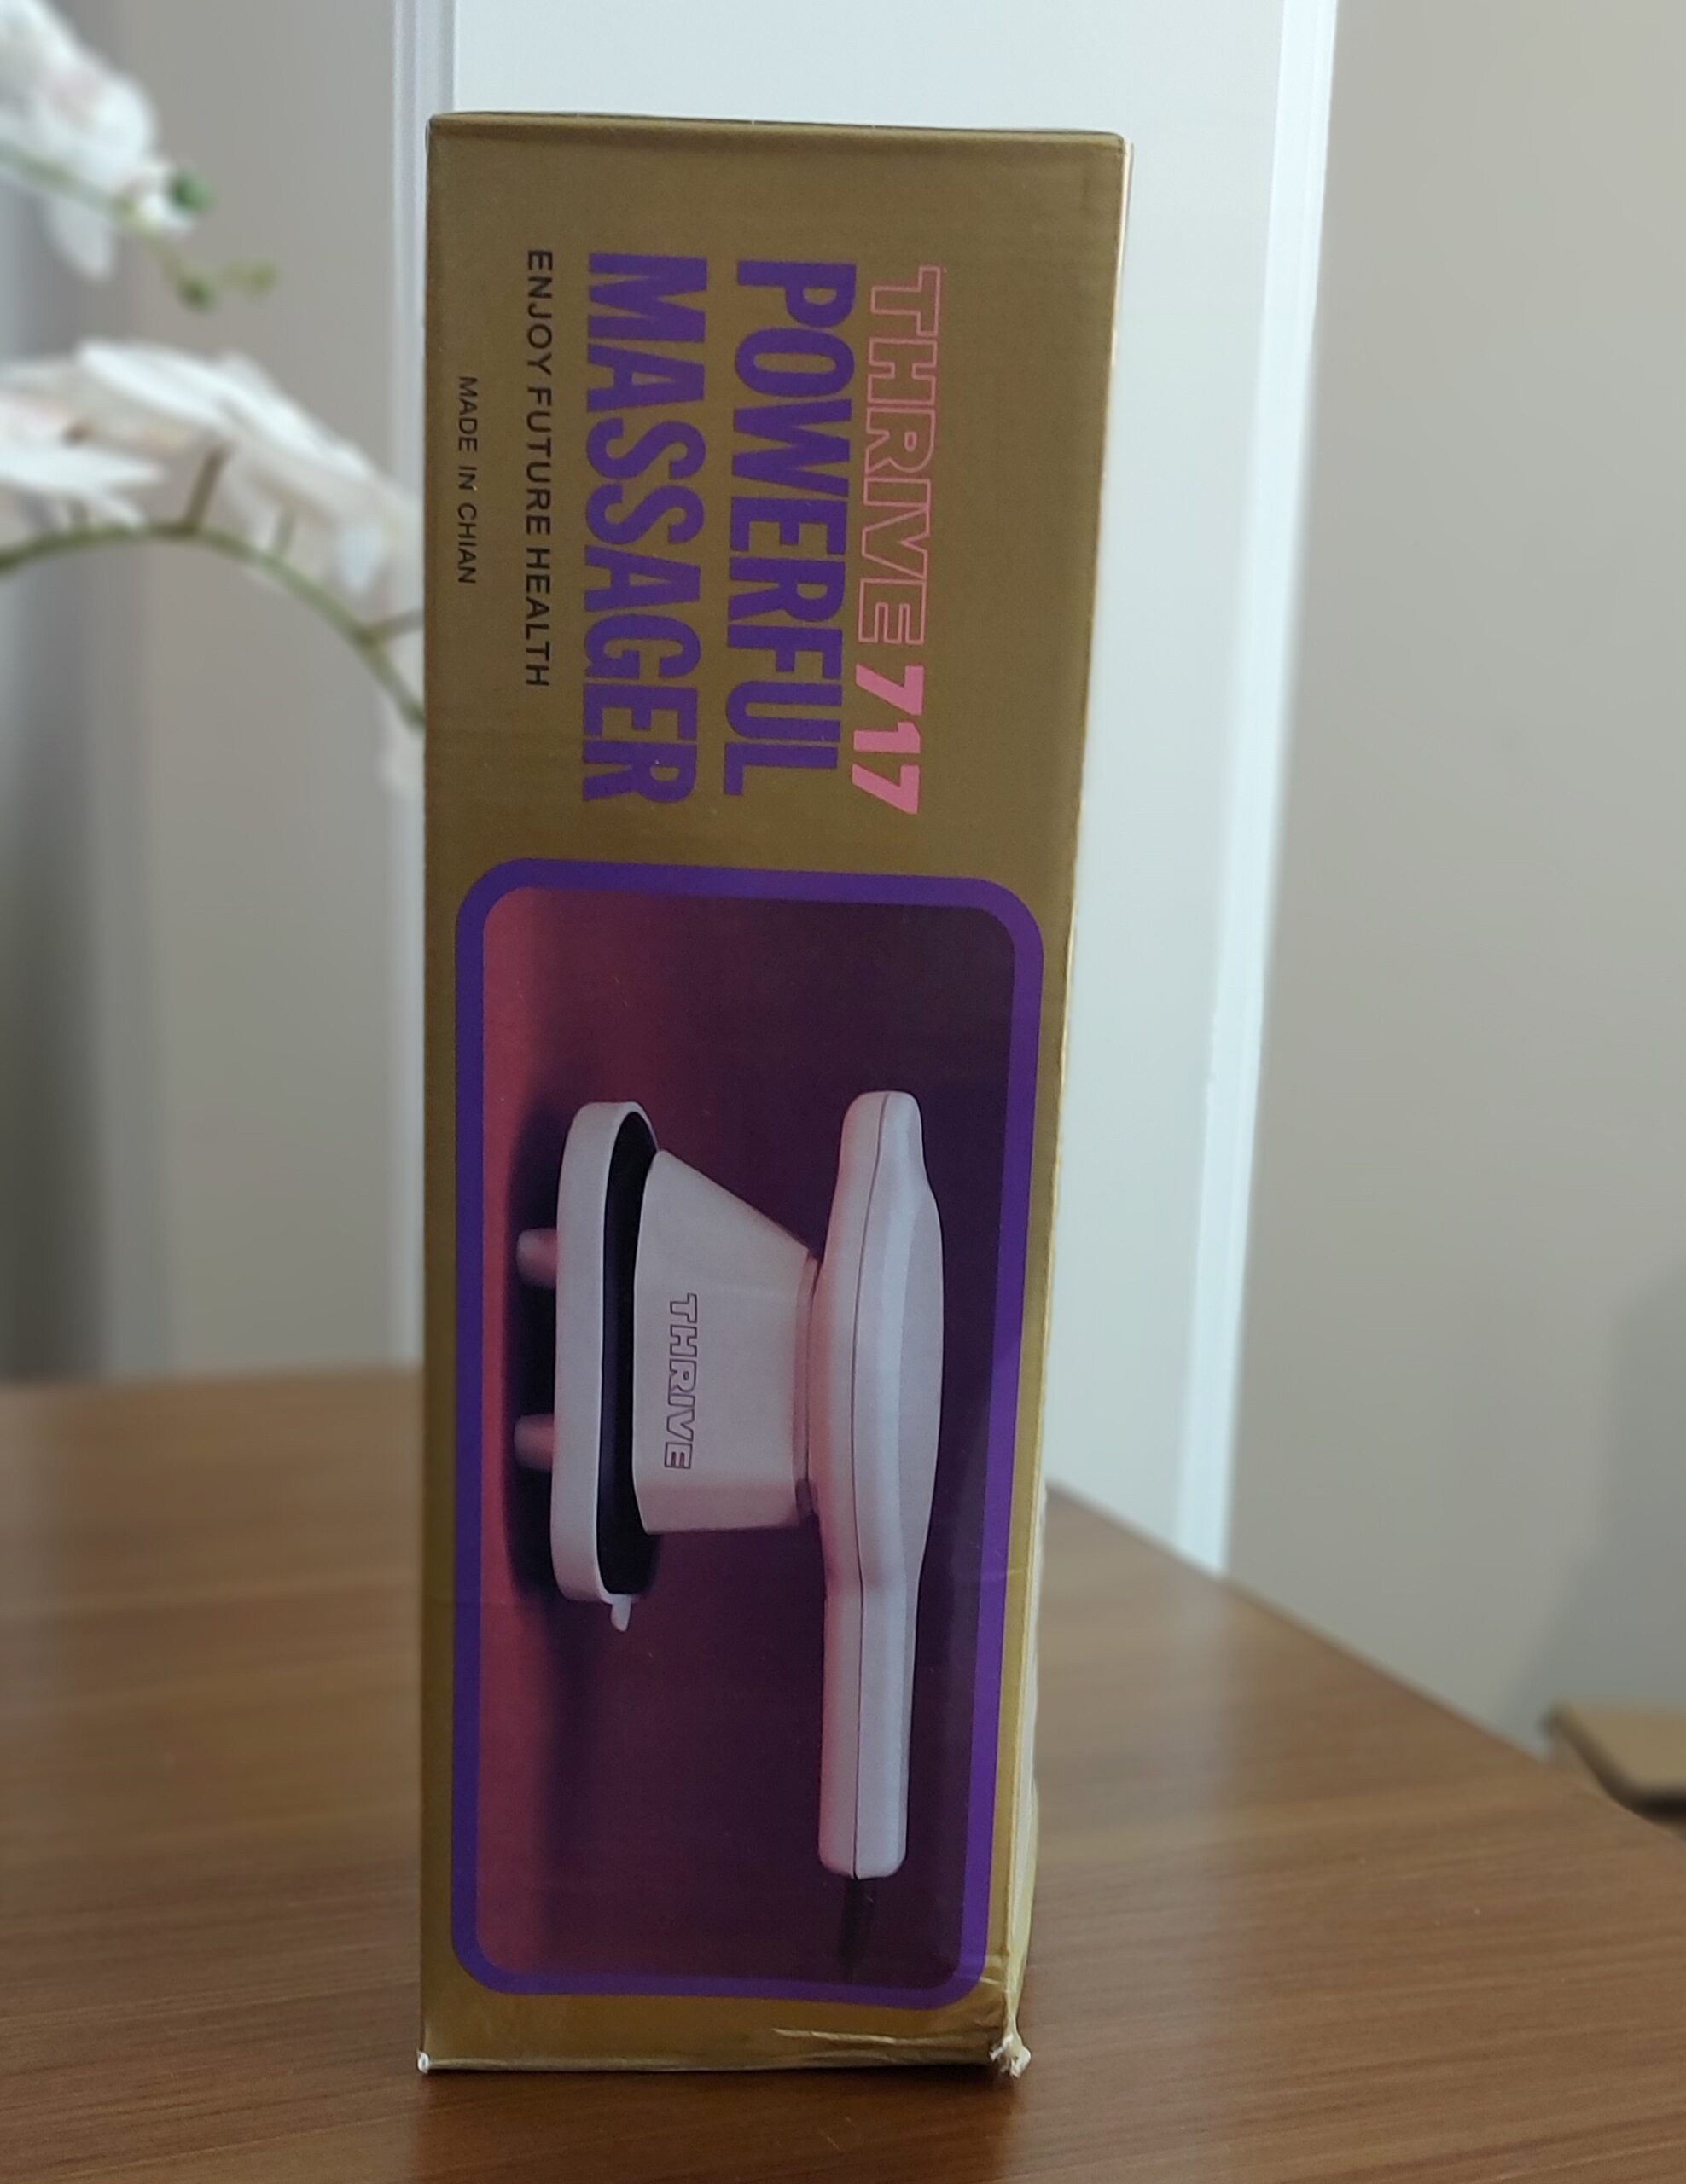 THRIVE 717
POWERFUL
MASSAGER
ENJOY FUTURE HEALTH
MADE IN CHIAN
THRIVE